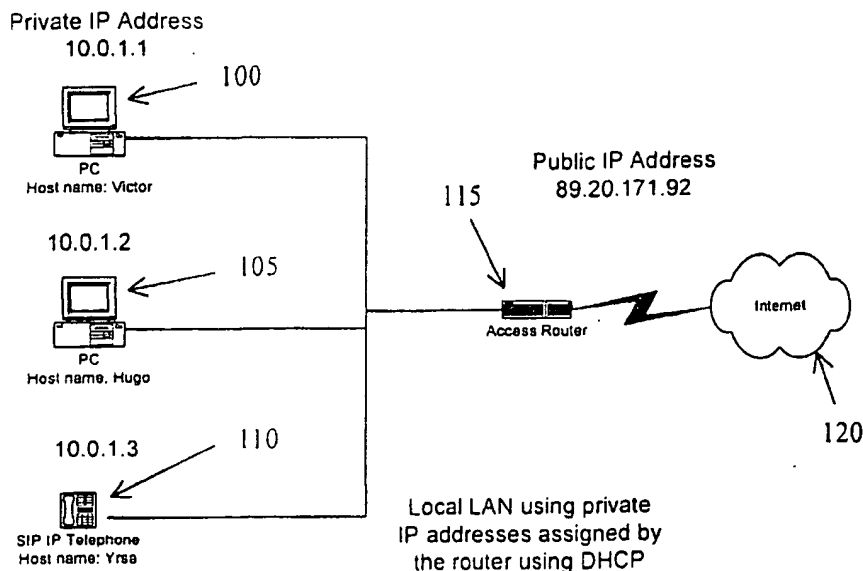 Private IP Address
10.0.1.1
100
PC
Host name: Victor
Public IP Address
89.20.171.92
115
10.0.1.2
105
PC
Host name. Hugo
Access Router
Internet
120
10.0.1.3
110
SIP IP Telephone
Host name: Yrsa
Local LAN using private
IP addresses assigned by
the router using DHCP